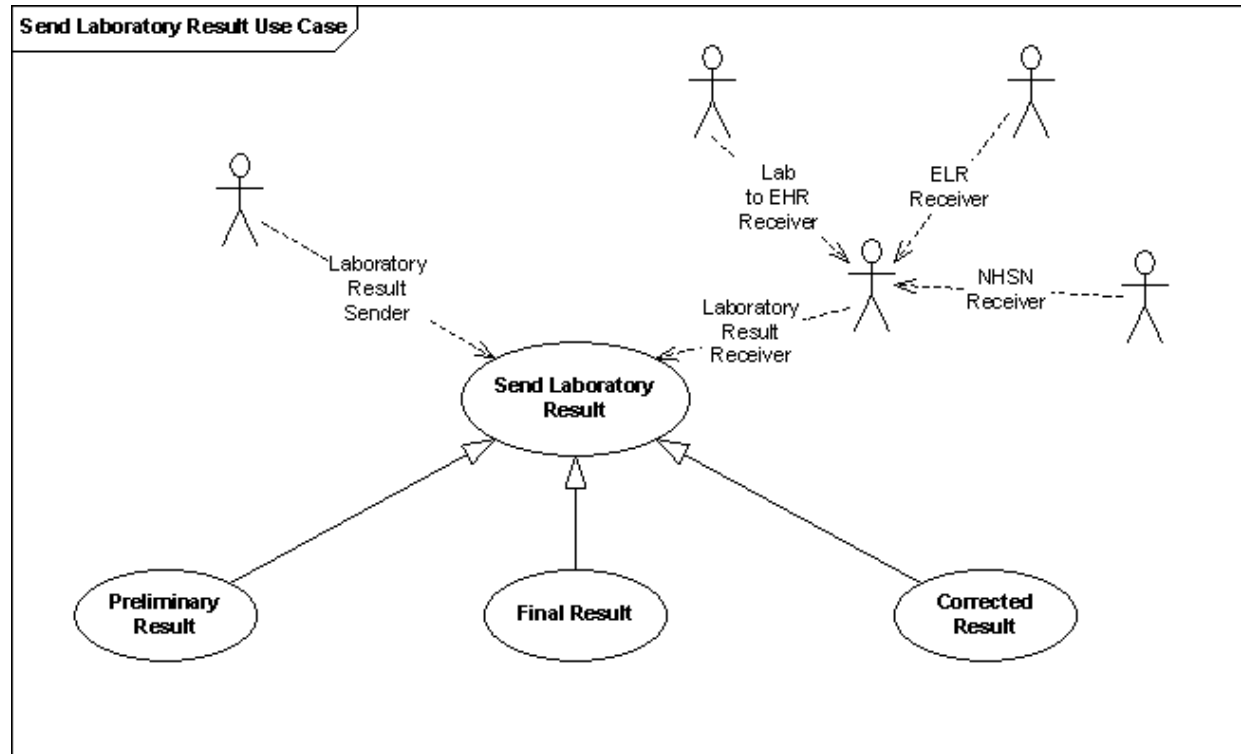 Send Laboratory Result Use Case
Lab
to EHR
Receiver
ELR
Receiver
Laboratory
Result
Sender
NHSN
Receiver
Laboratory
Result
Receiver
Send Laboratory
Result
Preliminary
Result
Final Result
Corrected
Result